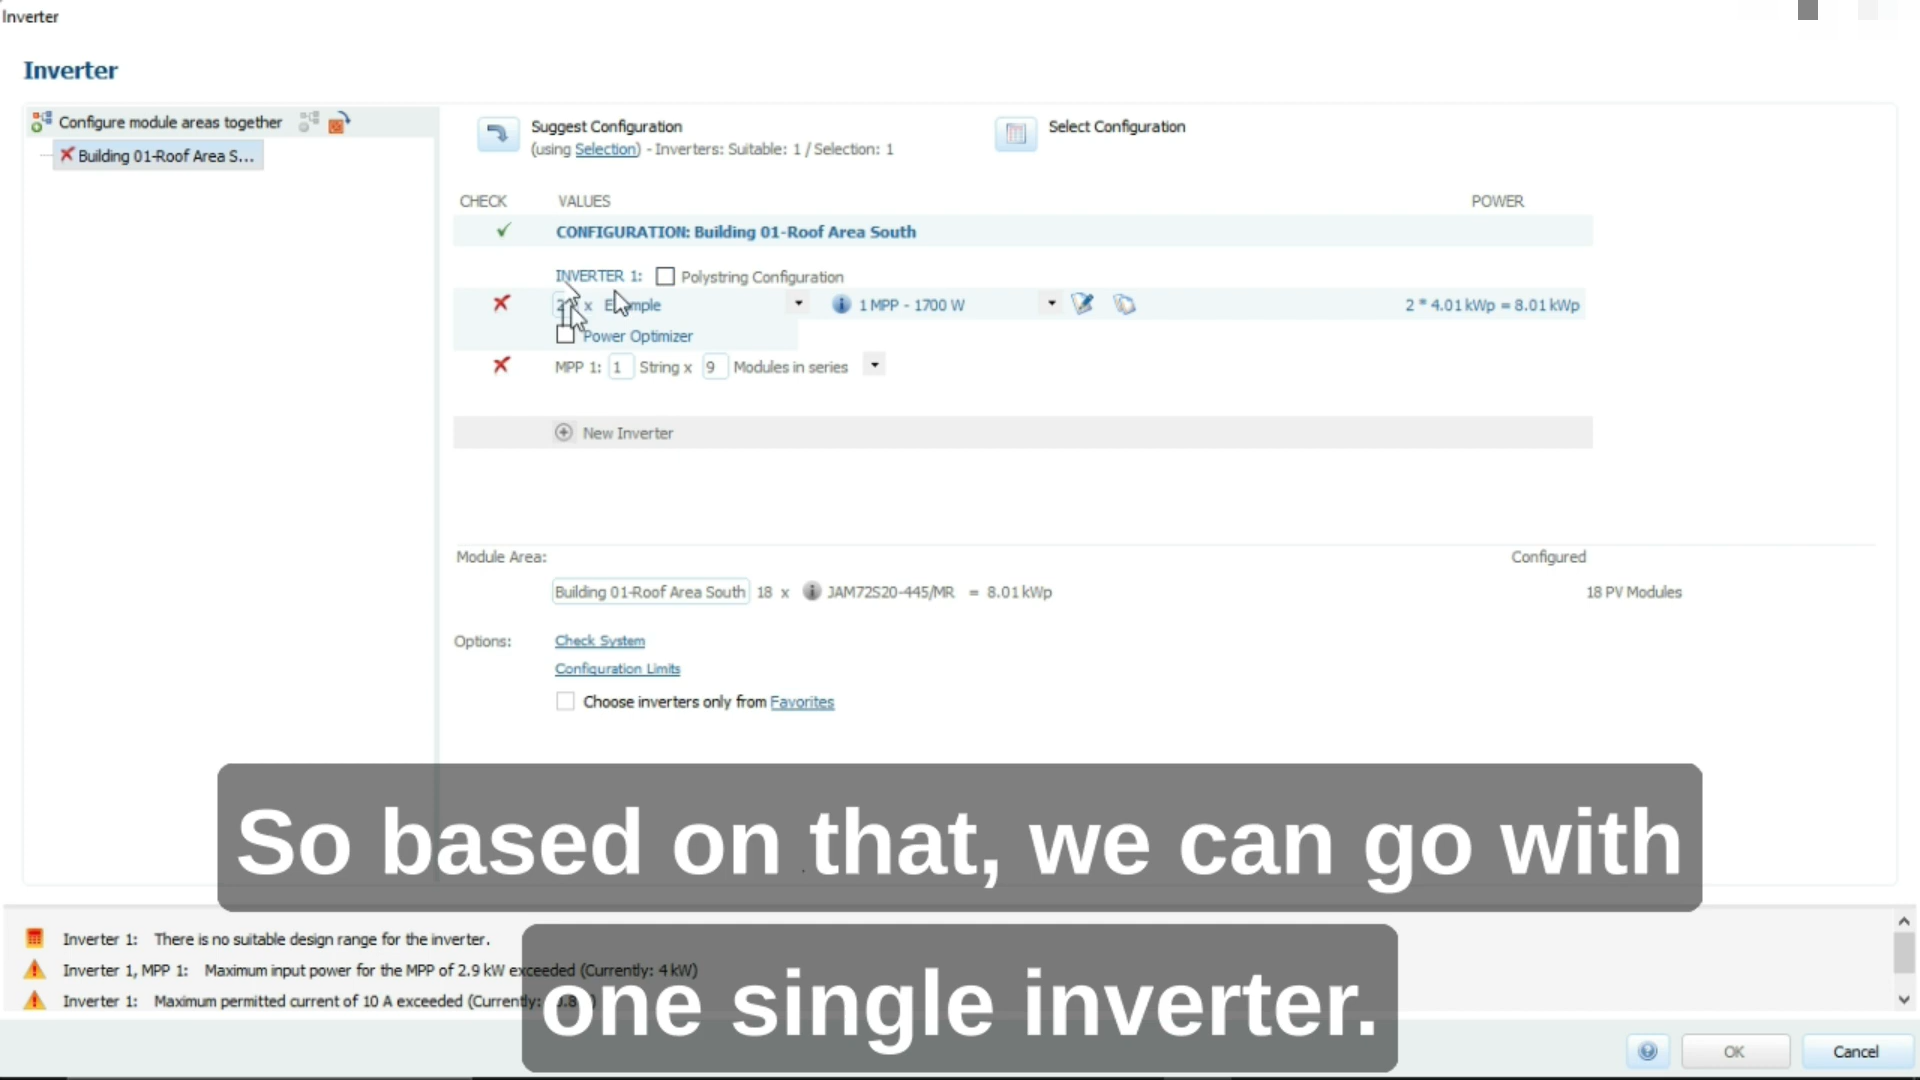 Inverter
Inverter
Configure module areas together
Building 01-Roof Area S...
Suggest Configuration
(using Selection) - Inverters: Suitable: 1 / Selection: 1
Select Configuration
CHECK VALUES POWER
CONFIGURATION: Building 01-Roof Area South
INVERTER 1: Polystring Configuration
2 x Example 1 MPP - 1700 W 2 * 4.01 kWp = 8.01 kWp
Power Optimizer
MPP 1: 1 String x 9 Modules in series
New Inverter
Module Area: Configured
Building 01-Roof Area South 18 x JAM72S20-445/MR = 8.01 kWp 18 PV Modules
Options: Check System
Configuration Limits
Choose inverters only from Favorites
So based on that, we can go with
one single inverter.
Inverter 1: There is no suitable design range for the inverter.
Inverter 1, MPP 1: Maximum input power for the MPP of 2.9 kW exceeded (Currently: 4 kW)
Inverter 1: Maximum permitted current of 10 A exceeded (Currently:
OK Cancel